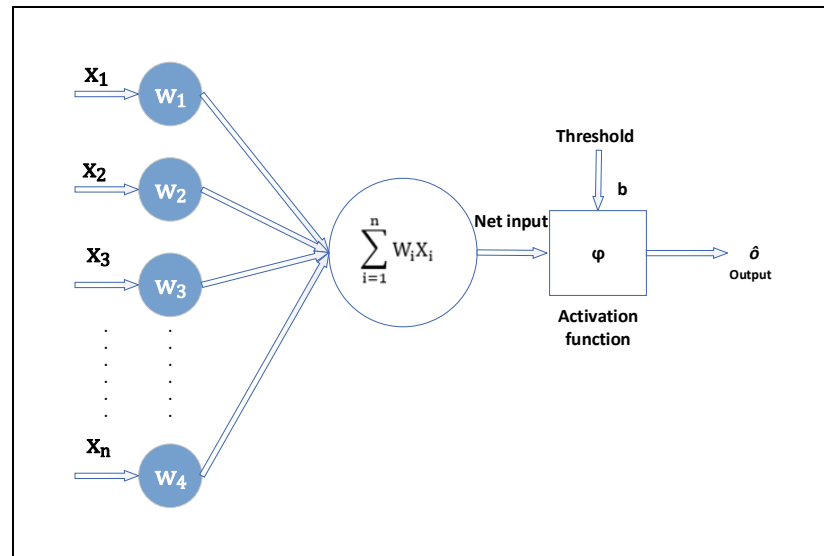 X₁
W₁
X₂
W₂
X₃
W₃
. .
. .
. .
. .
. .
. .
Xₙ
W₄
n
∑ WᵢXᵢ
i=1
Net input
Threshold
b
φ
Activation
function
ô
Output